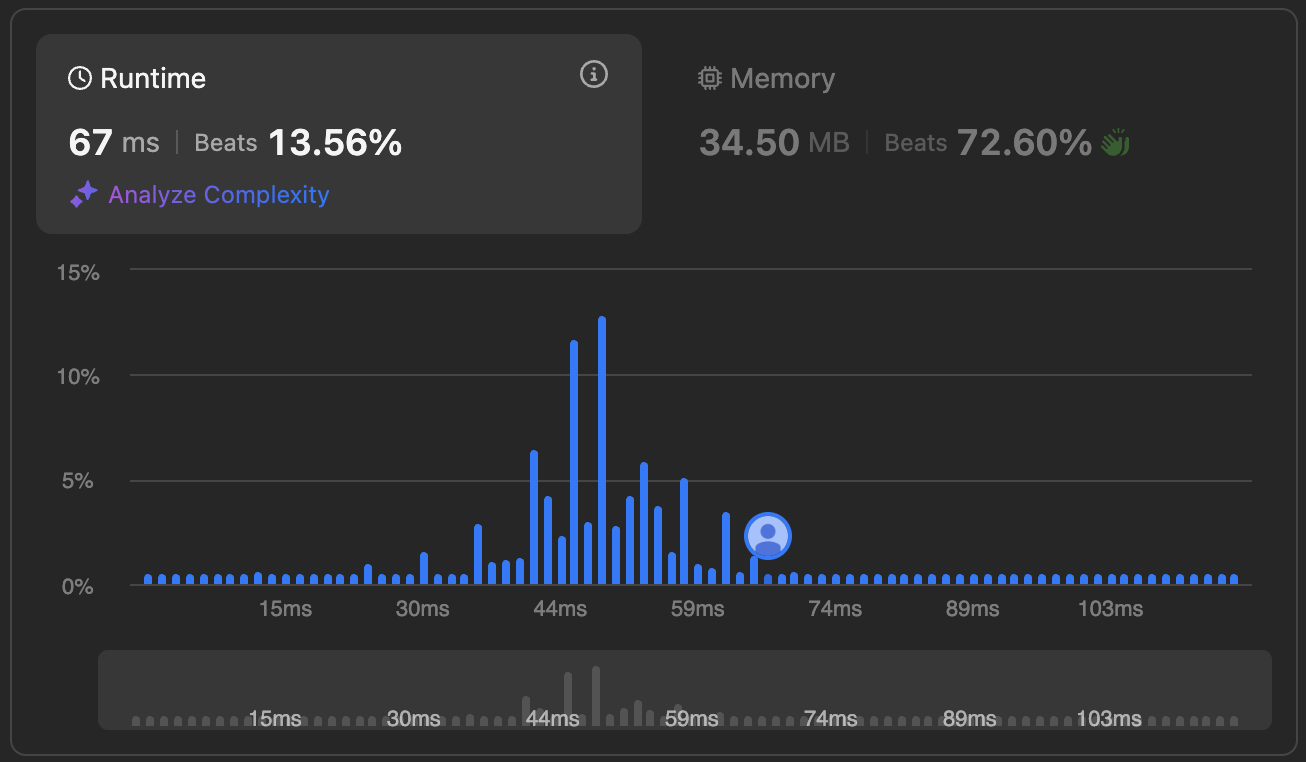 Runtime
67 ms | Beats 13.56%
Analyze Complexity
Memory
34.50 MB | Beats 72.60%
15%
10%
5%
0%
15ms 30ms 44ms 59ms 74ms 89ms 103ms
15ms 30ms 44ms 59ms 74ms 89ms 103ms